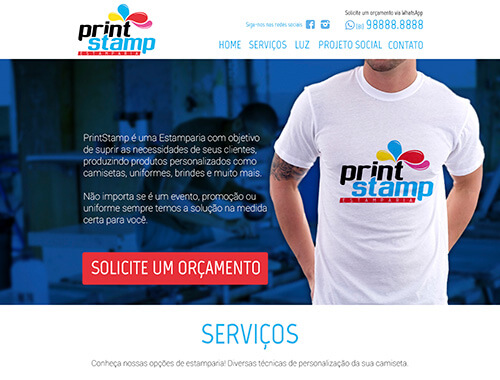 print
stamp
ESTAMPARIA
Siga-nos nas redes sociais
Solicite um orçamento via WhatsApp
98888.8888
HOME SERVIÇOS LUZ PROJETO SOCIAL CONTATO
PrintStamp é uma Estamparia com objetivo
de suprir as necessidades de seus clientes,
produzindo produtos personalizados como
camisetas, uniformes, brindes e muito mais.
Não importa se é um evento, promoção ou
uniforme sempre temos a solução na medida
certa para você.
SOLICITE UM ORÇAMENTO
print
stamp
ESTAMPARIA
SERVIÇOS
Conheça nossas opções de estamparia! Diversas técnicas de personalização da sua camiseta.